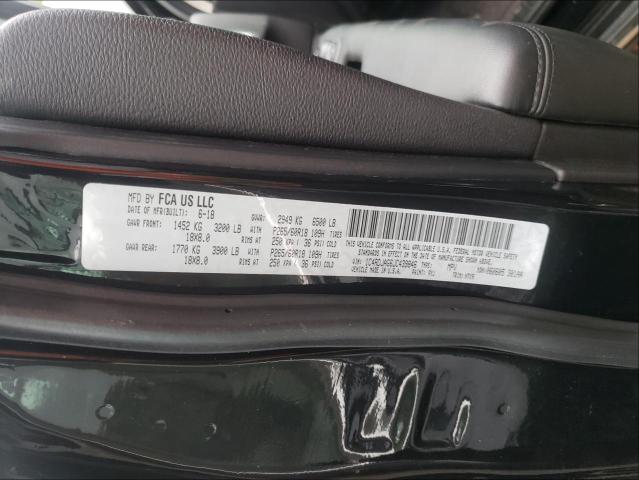 MFD BY FCA US LLC
DATE OF MFR(BUILT): 6-18 GVWR: 2949 KG 6500 LB
GAWR FRONT: 1452 KG 3200 LB WITH P265/60R18 109H TIRES
18X8.0 RIMS AT 250 KPA / 36 PSI COLD
GAWR REAR: 1770 KG 3900 LB WITH P265/60R18 109H TIRES
18X8.0 RIMS AT 250 KPA / 36 PSI COLD
THIS VEHICLE CONFORMS TO ALL APPLICABLE U.S.A. FEDERAL MOTOR VEHICLE SAFETY
STANDARDS IN EFFECT ON THE DATE OF MANUFACTURE SHOWN ABOVE.
VIN: TYPE: MPV
VEHICLE MADE IN U.S.A. PAINT: